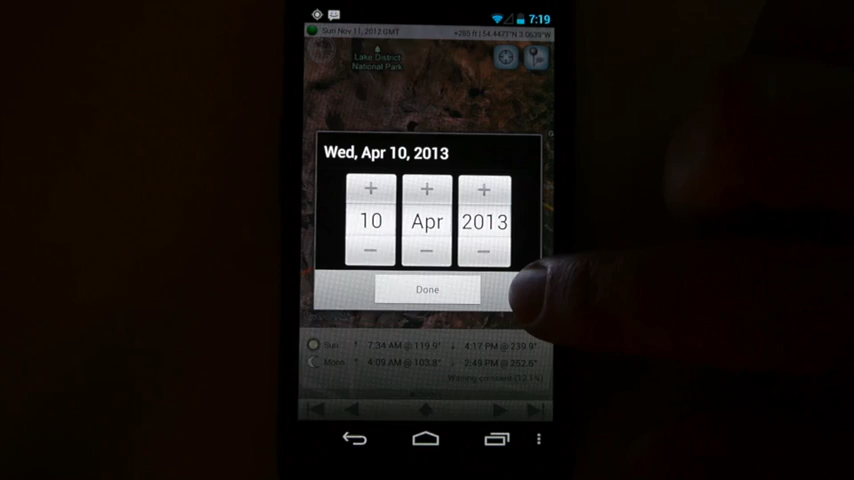 7:19
Sun Nov 11, 2012 GMT
Lake District
National Park
Wed, Apr 10, 2013
+ + +
10 Apr 2013
− − −
Done
Sun 7:34 AM @ 119.9° 4:17 PM @ 239.9°
Moon 4:09 AM @ 103.8° 2:49 PM @ 252.6°
Waning crescent